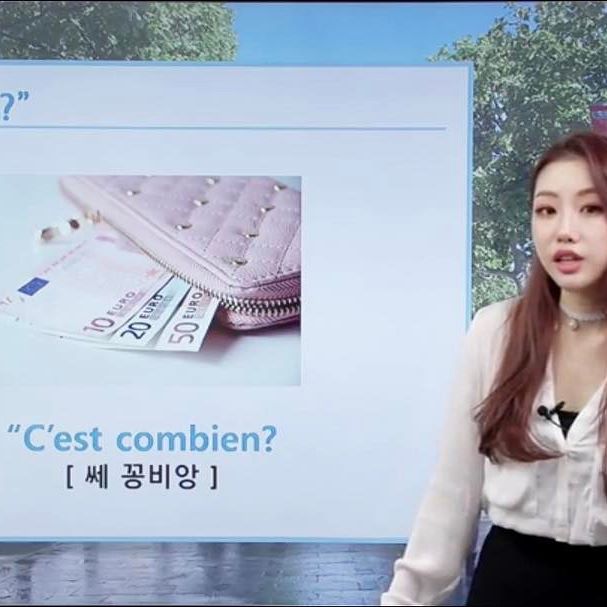 ?”
10 EURO
20 EURO
50 EURO
“C’est combien?
[ 쎄 꽁비앙 ]